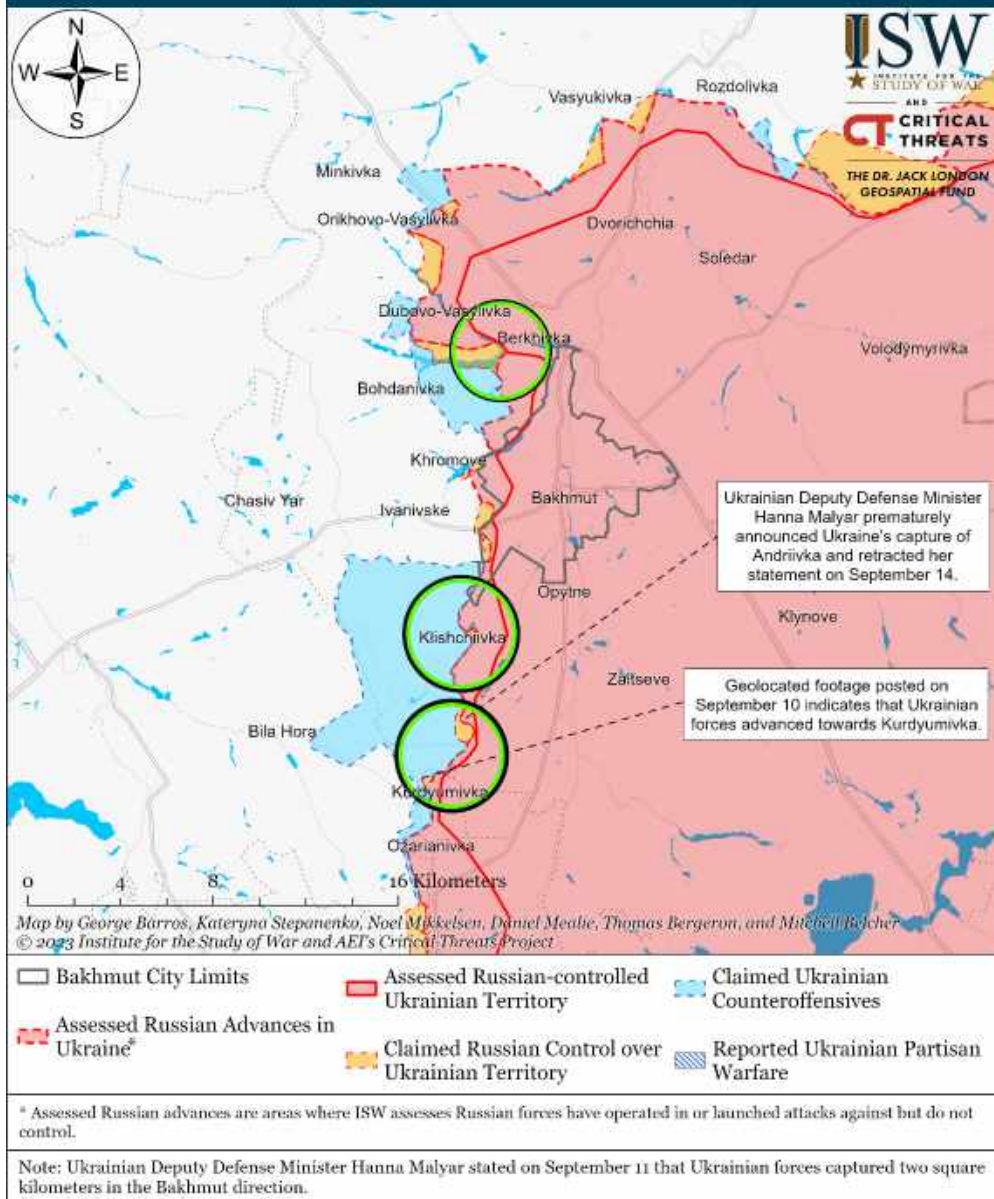 N
W E
S
ISW
INSTITUTE FOR THE
STUDY OF WAR
AND
CT CRITICAL
THREATS
THE DR. JACK LONDON
GEOSPATIAL FUND
Vasyukivka
Rozdolivka
Minkivka
Orikhovo-Vasylivka
Dvorichchia
Soledar
Dubovo-Vasylivka
Berkhivka
Volodymyrivka
Bohdanivka
Khromove
Chasiv Yar
Ivanivske
Bakhmut
Ukrainian Deputy Defense Minister
Hanna Malyar prematurely
announced Ukraine's capture of
Andriivka and retracted her
statement on September 14.
Opytne
Klynove
Klishchiivka
Zaitseve
Geolocated footage posted on
September 10 indicates that Ukrainian
forces advanced towards Kurdyumivka.
Bila Hora
Kurdyumivka
Ozarianivka
0 4 8 16 Kilometers
Map by George Barros, Kateryna Stepanenko, Noel Mikkelsen, Daniel Mealie, Thomas Bergeron, and Mitchell Belcher
© 2023 Institute for the Study of War and AEI's Critical Threats Project
Bakhmut City Limits
Assessed Russian Advances in
Ukraine*
Assessed Russian-controlled
Ukrainian Territory
Claimed Russian Control over
Ukrainian Territory
Claimed Ukrainian
Counteroffensives
Reported Ukrainian Partisan
Warfare
* Assessed Russian advances are areas where ISW assesses Russian forces have operated in or launched attacks against but do not
control.
Note: Ukrainian Deputy Defense Minister Hanna Malyar stated on September 11 that Ukrainian forces captured two square
kilometers in the Bakhmut direction.